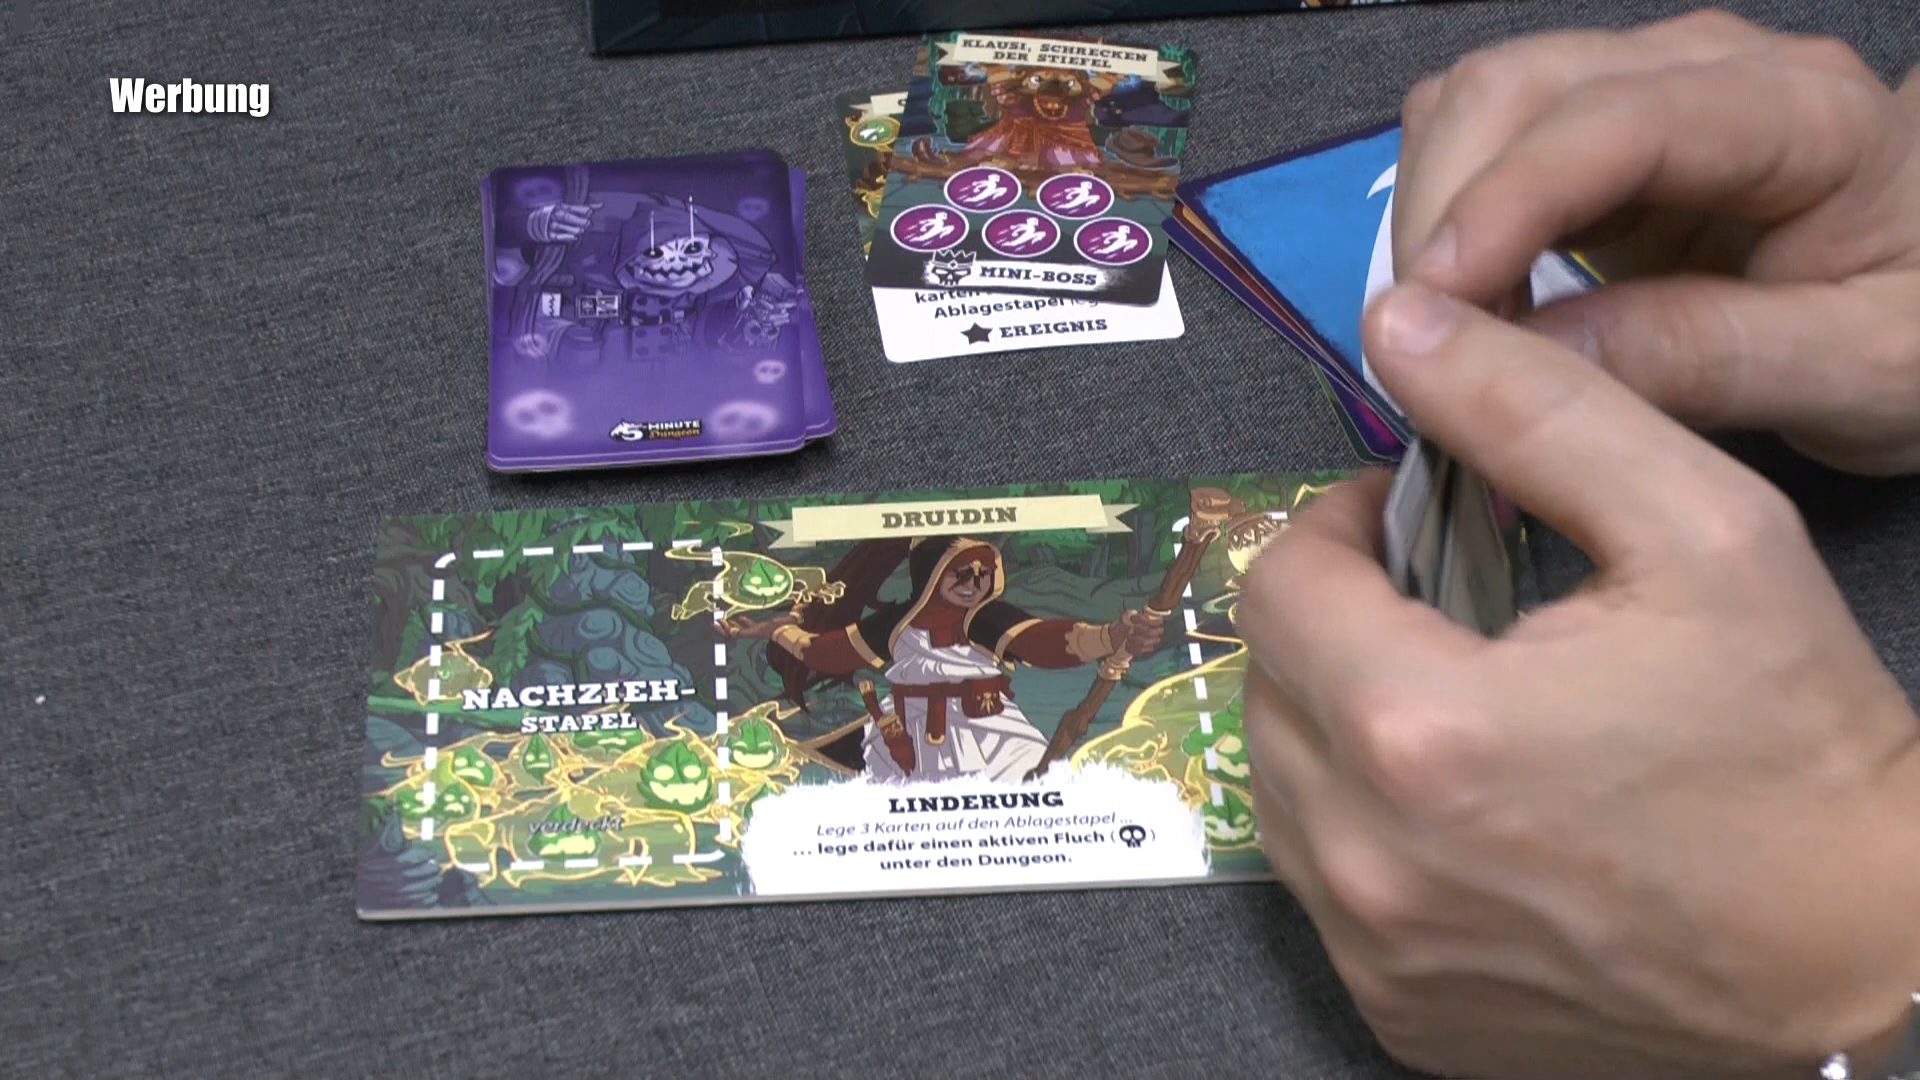 Werbung
KLAUSI, SCHRECKEN
DER STIEFEL
MINI-BOSS
karten
Ablagestapel
EREIGNIS
5-MINUTE
Dungeon
DRUIDIN
NACHZIEH-
STAPEL
verdeckt
LINDERUNG
Lege 3 Karten auf den Ablagestapel ...
... lege dafür einen aktiven Fluch ( )
unter den Dungeon.